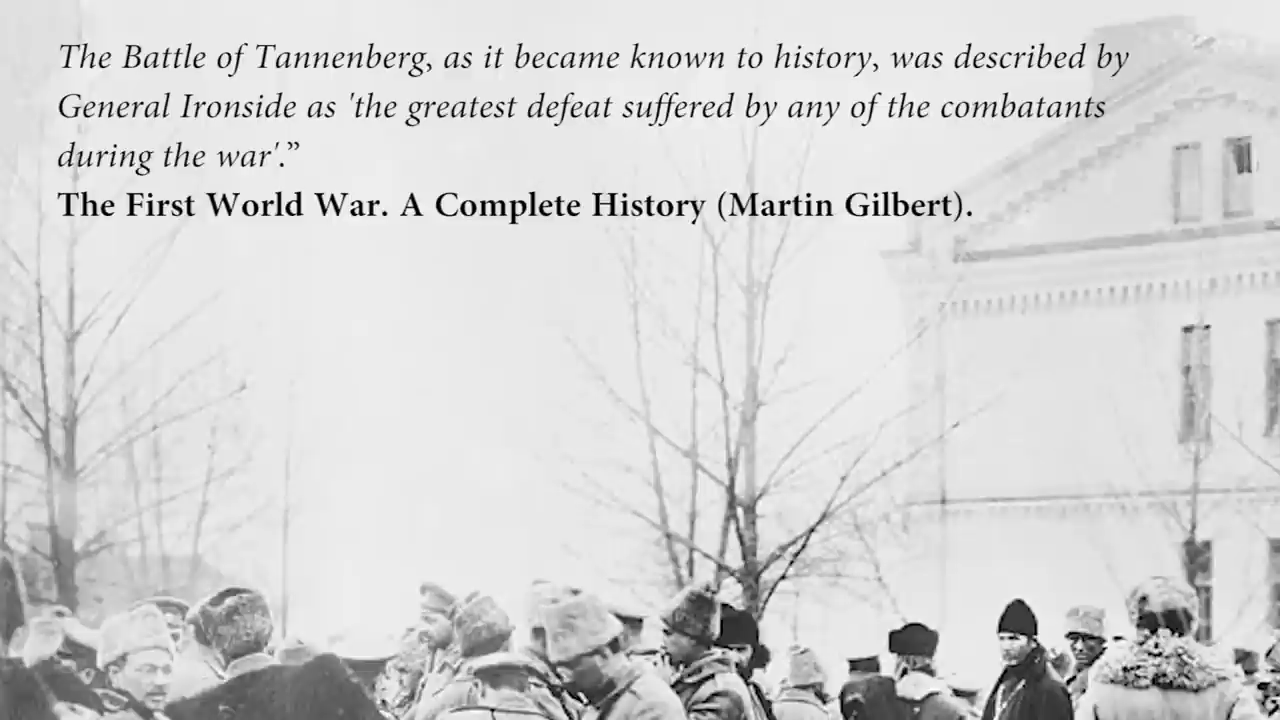 The Battle of Tannenberg, as it became known to history, was described by
General Ironside as 'the greatest defeat suffered by any of the combatants
during the war'.”
The First World War. A Complete History (Martin Gilbert).